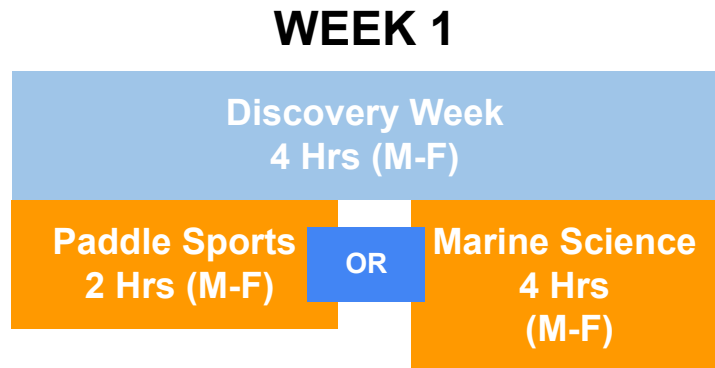 WEEK 1
Discovery Week
4 Hrs (M-F)
Paddle Sports
2 Hrs (M-F)
OR
Marine Science
4 Hrs
(M-F)